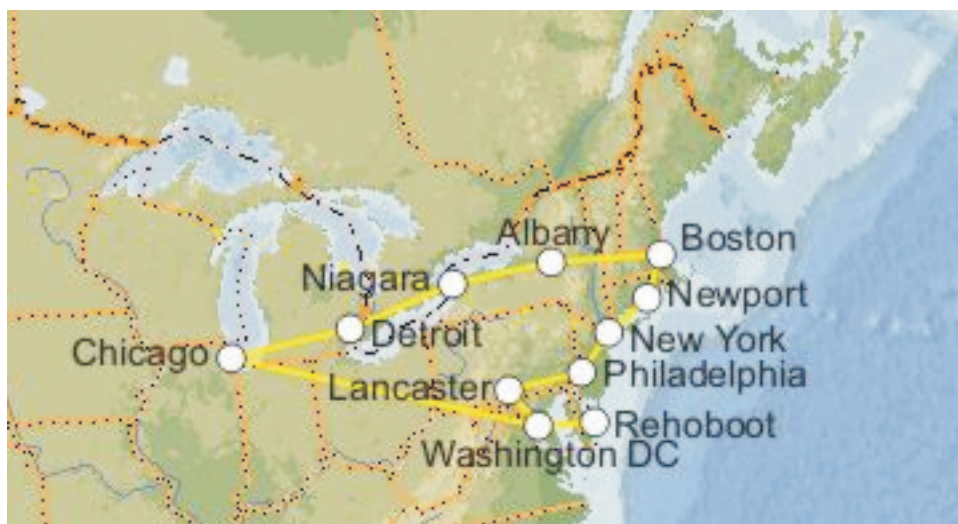 Albany
Boston
Niagara
Newport
Detroit
New York
Chicago
Philadelphia
Lancaster
Rehoboot
Washington DC